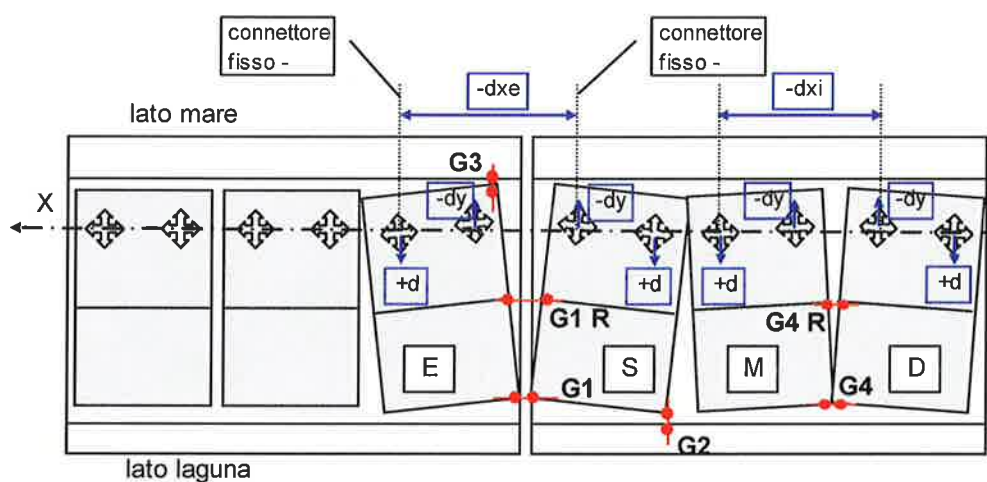 connettore
fisso -
connettore
fisso -
-dxe
-dxi
lato mare
G3
X
-dy
-dy
-dy
-dy
+d
+d
+d
+d
G1 R
G4 R
E
S
M
D
G1
G4
G2
lato laguna